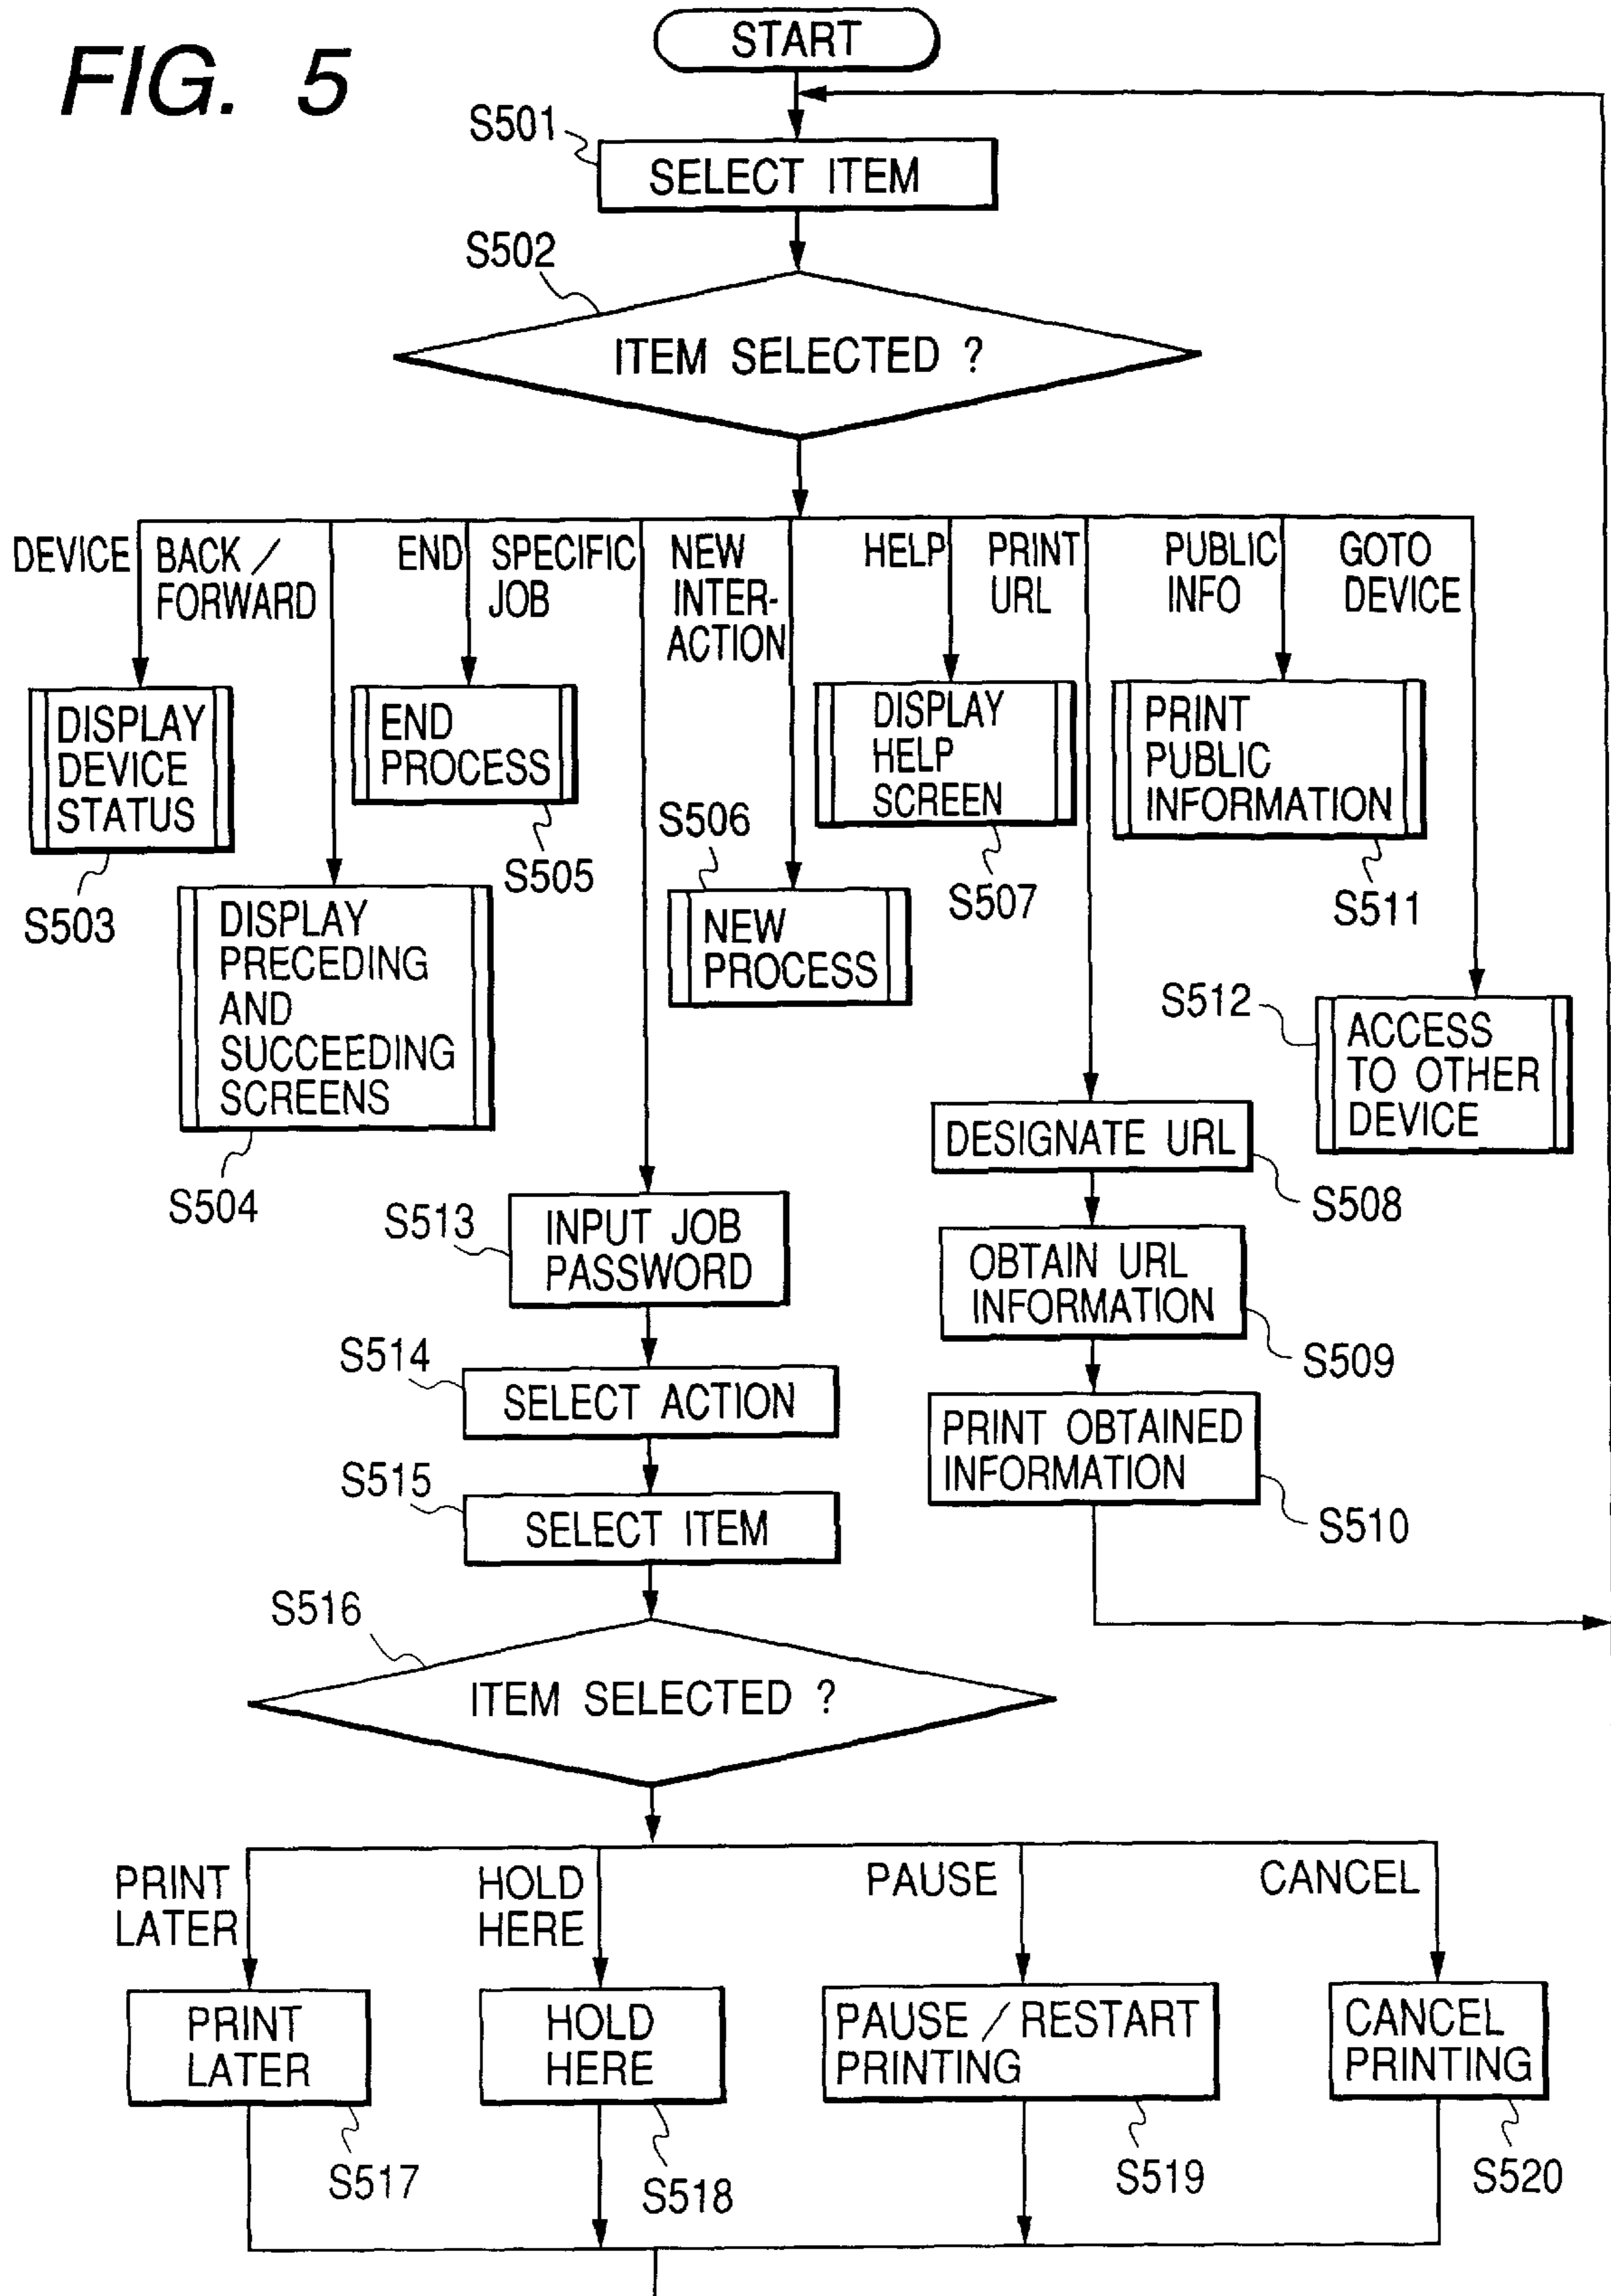 FIG. 5
START
S501
SELECT ITEM
S502
ITEM SELECTED ?
DEVICE
BACK /
FORWARD
END
SPECIFIC
JOB
NEW
INTER-
ACTION
HELP
PRINT
URL
PUBLIC
INFO
GOTO
DEVICE
DISPLAY
DEVICE
STATUS
S503
DISPLAY
PRECEDING
AND
SUCCEEDING
SCREENS
S504
END
PROCESS
S505
S506
NEW
PROCESS
DISPLAY
HELP
SCREEN
S507
PRINT
PUBLIC
INFORMATION
S511
S512
ACCESS
TO OTHER
DEVICE
DESIGNATE URL
S508
OBTAIN URL
INFORMATION
S509
PRINT OBTAINED
INFORMATION
S510
S513
INPUT JOB
PASSWORD
S514
SELECT ACTION
S515
SELECT ITEM
S516
ITEM SELECTED ?
PRINT
LATER
HOLD
HERE
PAUSE
CANCEL
PRINT
LATER
S517
HOLD
HERE
S518
PAUSE / RESTART
PRINTING
S519
CANCEL
PRINTING
S520